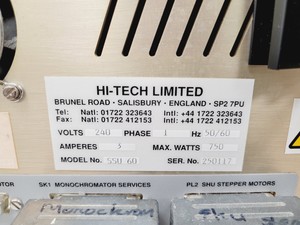 HI-TECH LIMITED
BRUNEL ROAD · SALISBURY · ENGLAND · SP2 7PU
Tel: Natl: 01722 323643 Intl: +44 1722 323643
Fax: Natl: 01722 412153 Intl: +44 1722 412153
VOLTS 240 PHASE 1 Hz 50/60
AMPERES 3 MAX. WATTS 750
MODEL No. SSU 60 SER. No.
SK1 MONOCHROMATOR SERVICES PL2 SHU STEPPER MOTORS